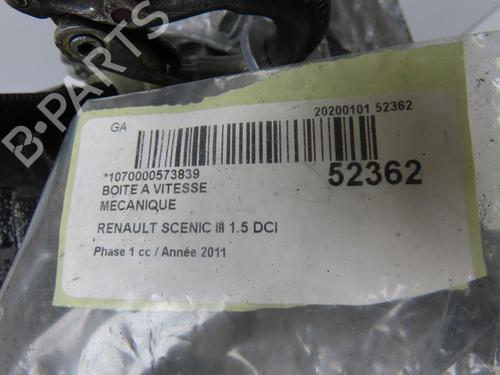 GA
20200101 52362
*1070000573839
52362
BOITE A VITESSE
MECANIQUE
RENAULT SCENIC III 1.5 DCI
Phase 1 cc / Année 2011
B-PARTS